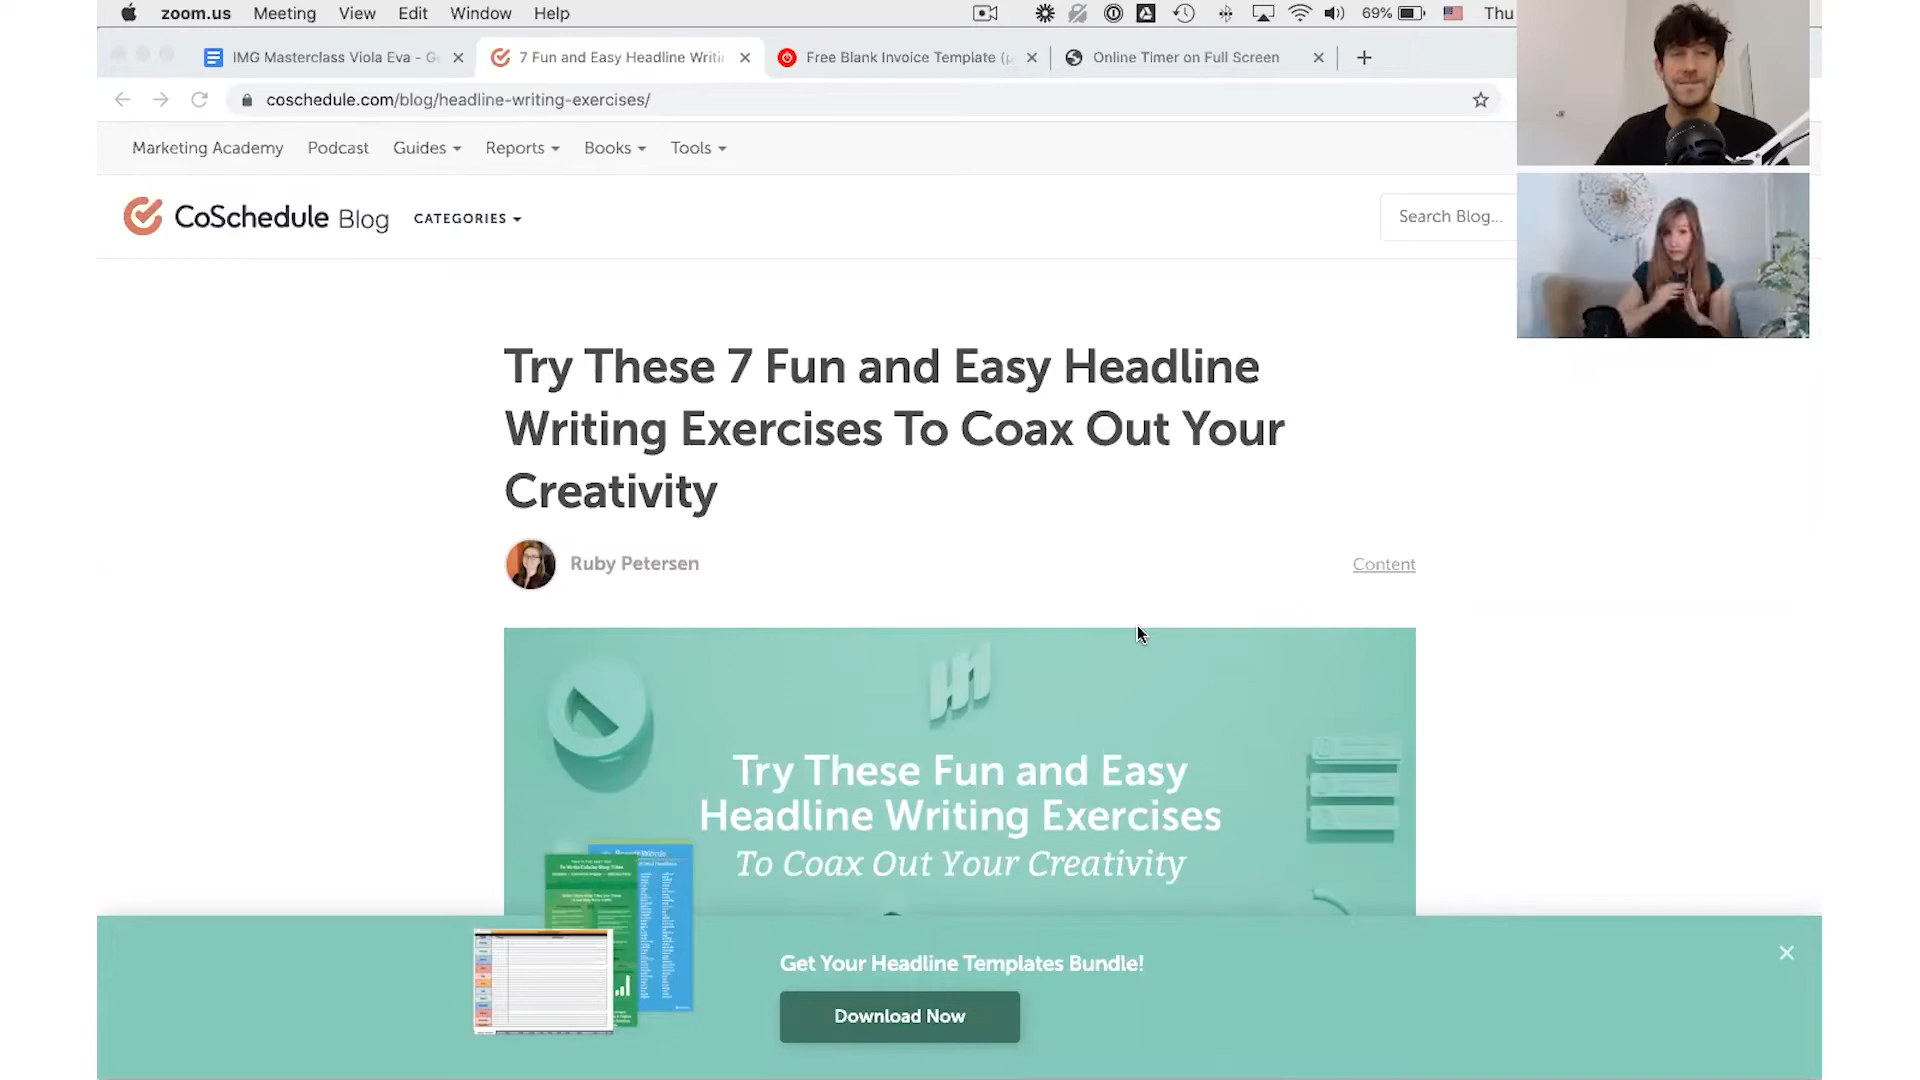 zoom.us Meeting View Edit Window Help 69% Thu
IMG Masterclass Viola Eva - G
7 Fun and Easy Headline Writi
Free Blank Invoice Template (
Online Timer on Full Screen
coschedule.com/blog/headline-writing-exercises/
Marketing Academy Podcast Guides Reports Books Tools
CoSchedule Blog CATEGORIES
Search Blog...
Try These 7 Fun and Easy Headline
Writing Exercises To Coax Out Your
Creativity
Ruby Petersen
Content
Try These Fun and Easy
Headline Writing Exercises
To Coax Out Your Creativity
Get Your Headline Templates Bundle!
Download Now